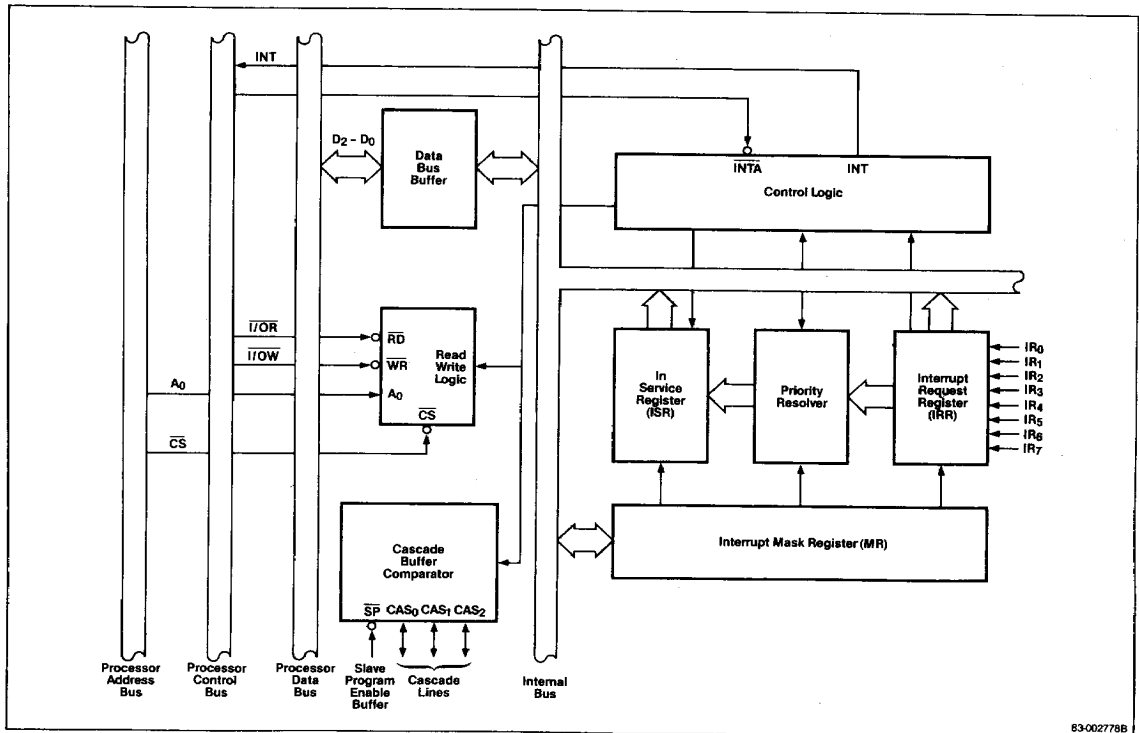 INT
D2 – D0
Data
Bus
Buffer
INTA
INT
Control Logic
I/OR
RD
Read
Write
Logic
I/OW
WR
A0
A0
CS
CS
In
Service
Register
(ISR)
Priority
Resolver
Interrupt
Request
Register
(IRR)
IR0
IR1
IR2
IR3
IR4
IR5
IR6
IR7
Cascade
Buffer
Comparator
SP CAS0 CAS1 CAS2
Interrupt Mask Register (MR)
Processor
Address
Bus
Processor
Control
Bus
Processor
Data
Bus
Slave
Program
Enable
Buffer
Cascade
Lines
Internal
Bus
83-002778B